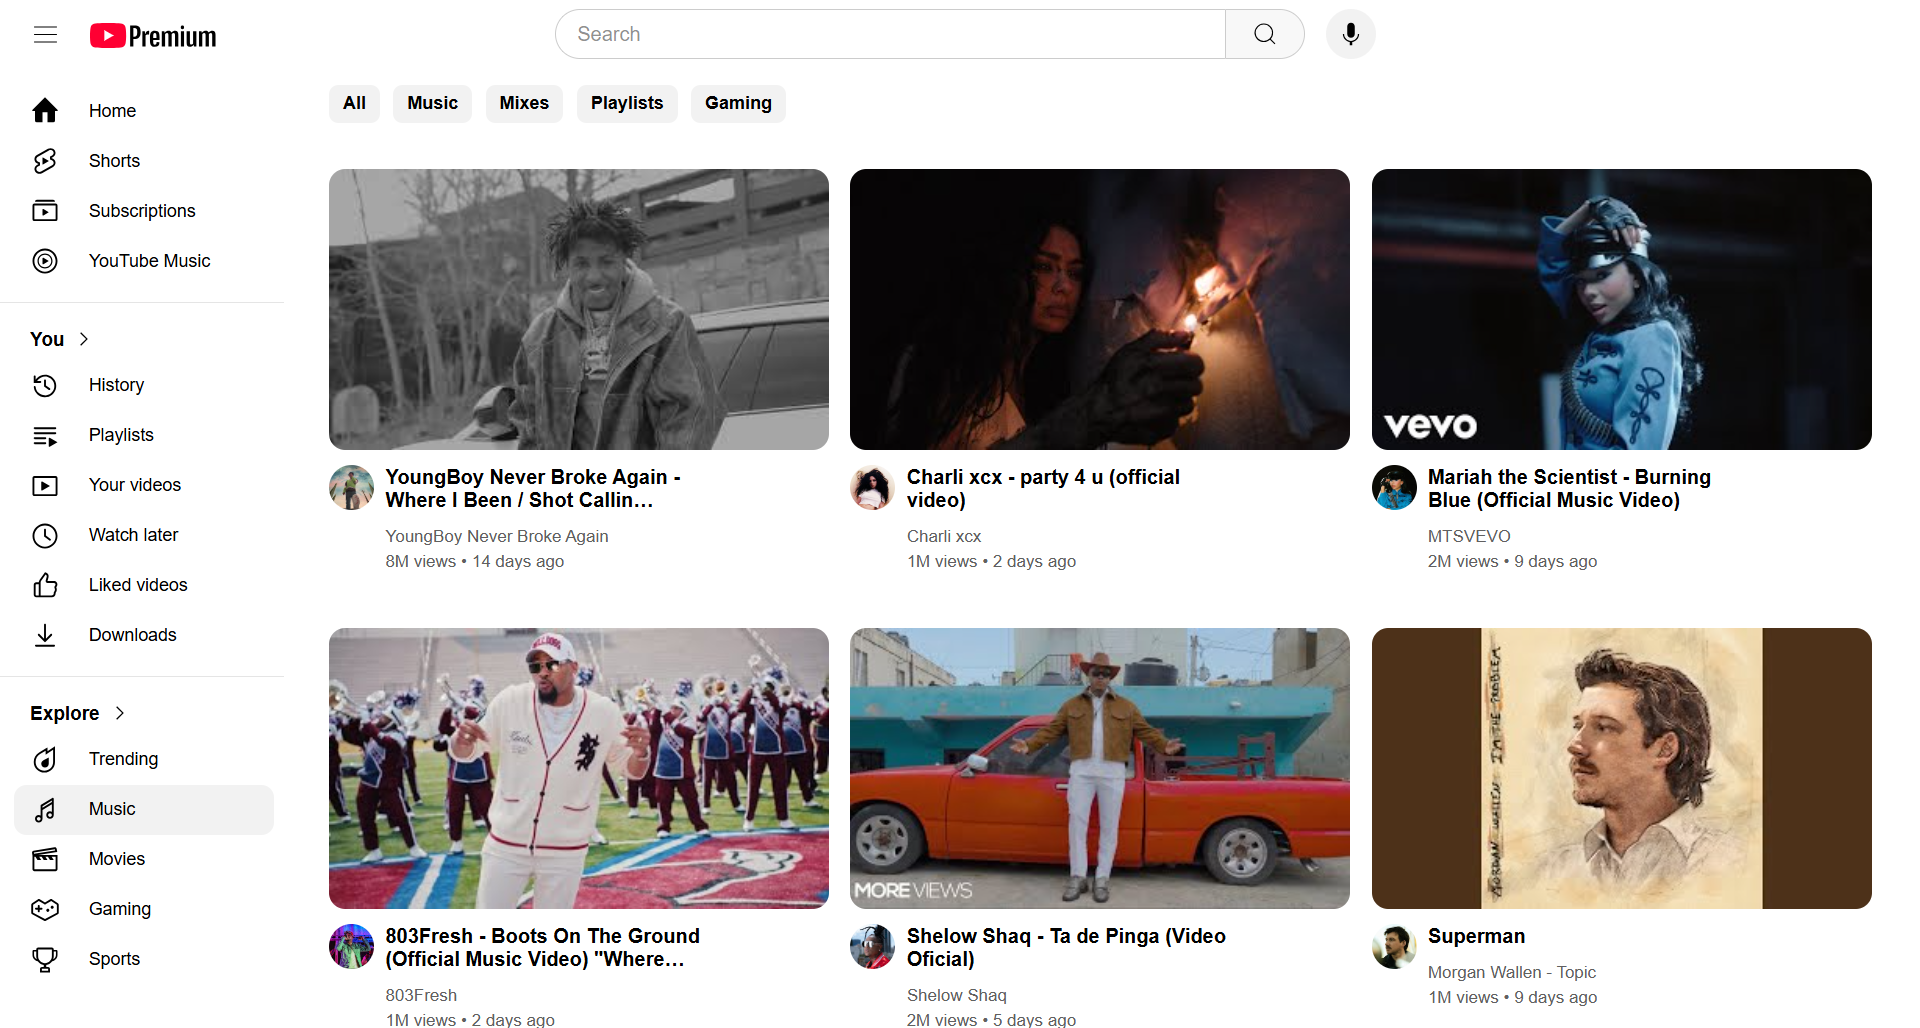 Premium
Search
Home
Shorts
Subscriptions
YouTube Music
You
History
Playlists
Your videos
Watch later
Liked videos
Downloads
Explore
Trending
Music
Movies
Gaming
Sports
All
Music
Mixes
Playlists
Gaming
YoungBoy Never Broke Again -
Where I Been / Shot Callin…
YoungBoy Never Broke Again
8M views • 14 days ago
Charli xcx - party 4 u (official
video)
Charli xcx
1M views • 2 days ago
vevo
Mariah the Scientist - Burning
Blue (Official Music Video)
MTSVEVO
2M views • 9 days ago
803Fresh - Boots On The Ground
(Official Music Video) "Where…
803Fresh
1M views • 2 days ago
MORE VIEWS
Shelow Shaq - Ta de Pinga (Video
Oficial)
Shelow Shaq
2M views • 5 days ago
MORGAN WALLEN I'M THE PROBLEM
Superman
Morgan Wallen - Topic
1M views • 9 days ago